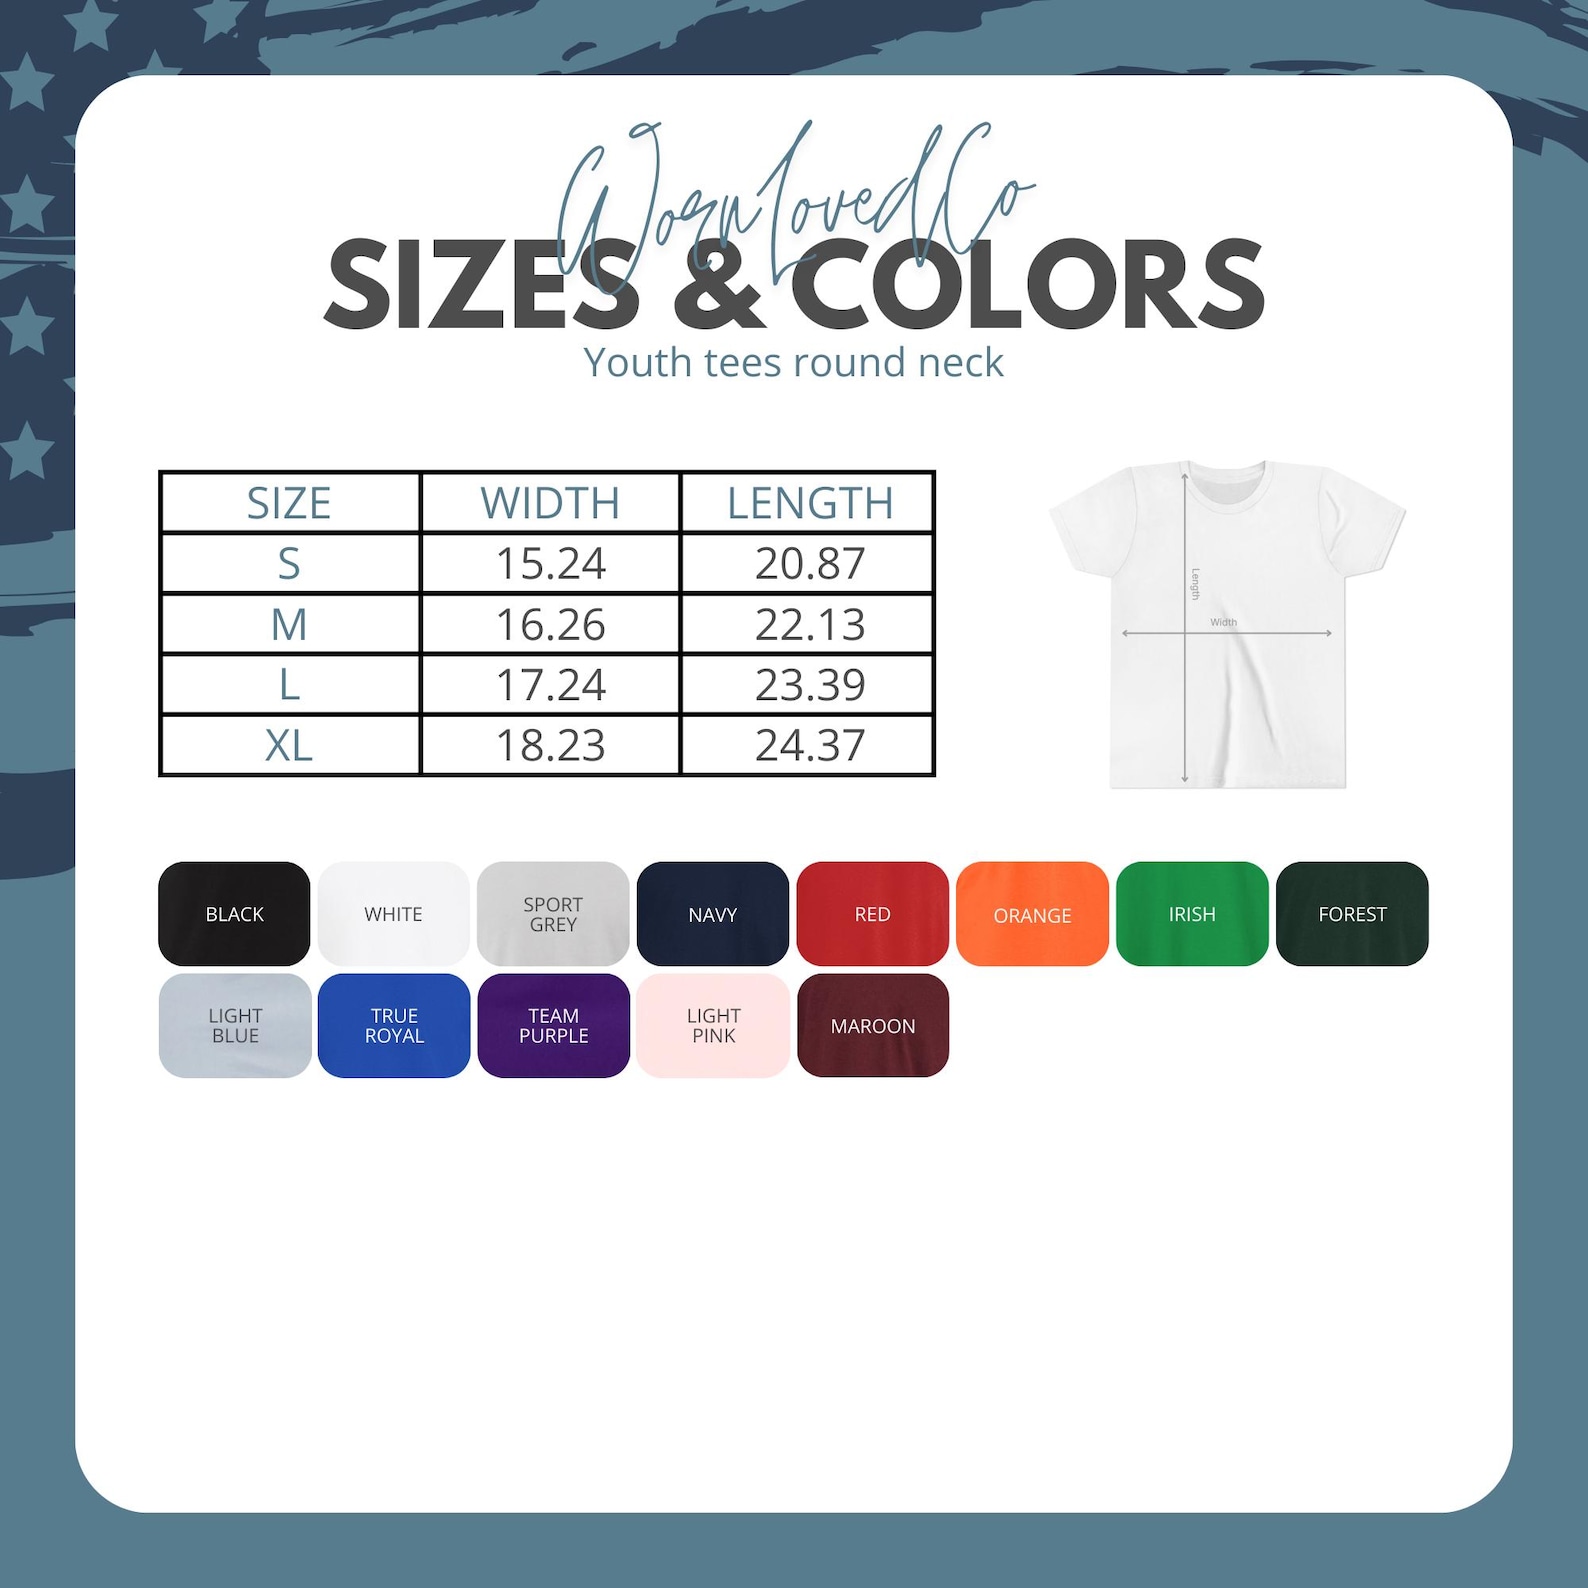 WornLovedCo
SIZES & COLORS
Youth tees round neck
SIZE WIDTH LENGTH
S 15.24 20.87
M 16.26 22.13
L 17.24 23.39
XL 18.23 24.37
Length
Width
BLACK
WHITE
SPORT
GREY
NAVY
RED
ORANGE
IRISH
FOREST
LIGHT
BLUE
TRUE
ROYAL
TEAM
PURPLE
LIGHT
PINK
MAROON